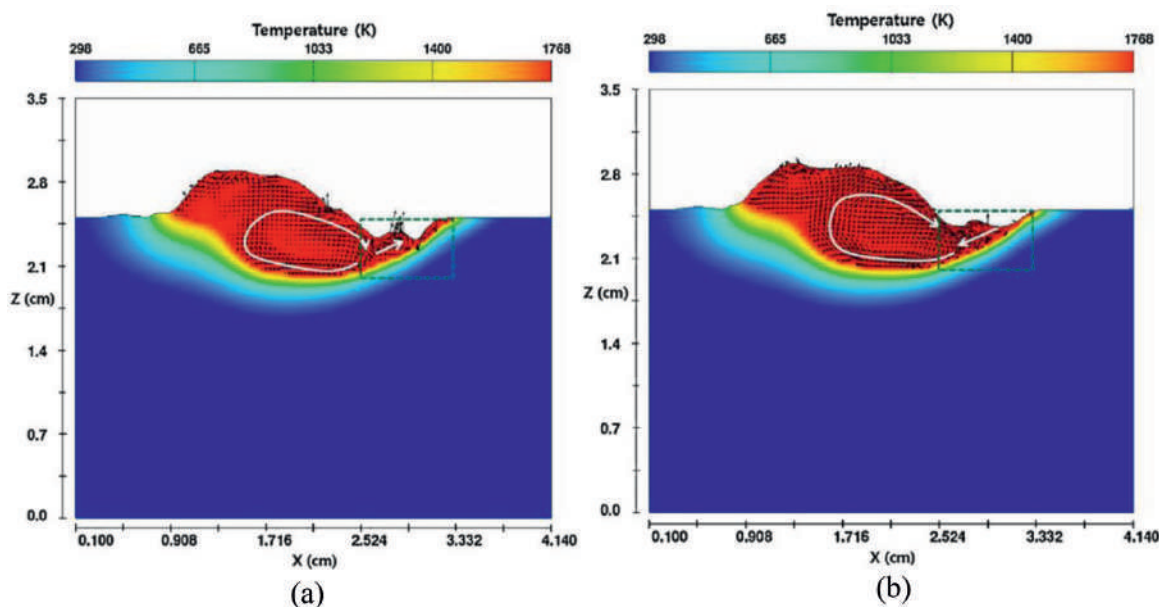 Temperature (K)
298 665 1033 1400 1768
3.5
2.8
2.1
Z (cm)
1.4
0.7
0.0
0.100 0.908 1.716 2.524 3.332 4.140
X (cm)
(a)
Temperature (K)
298 665 1033 1400 1768
3.5
2.8
2.1
Z (cm)
1.4
0.7
0.0
0.100 0.908 1.716 2.524 3.332 4.140
X (cm)
(b)